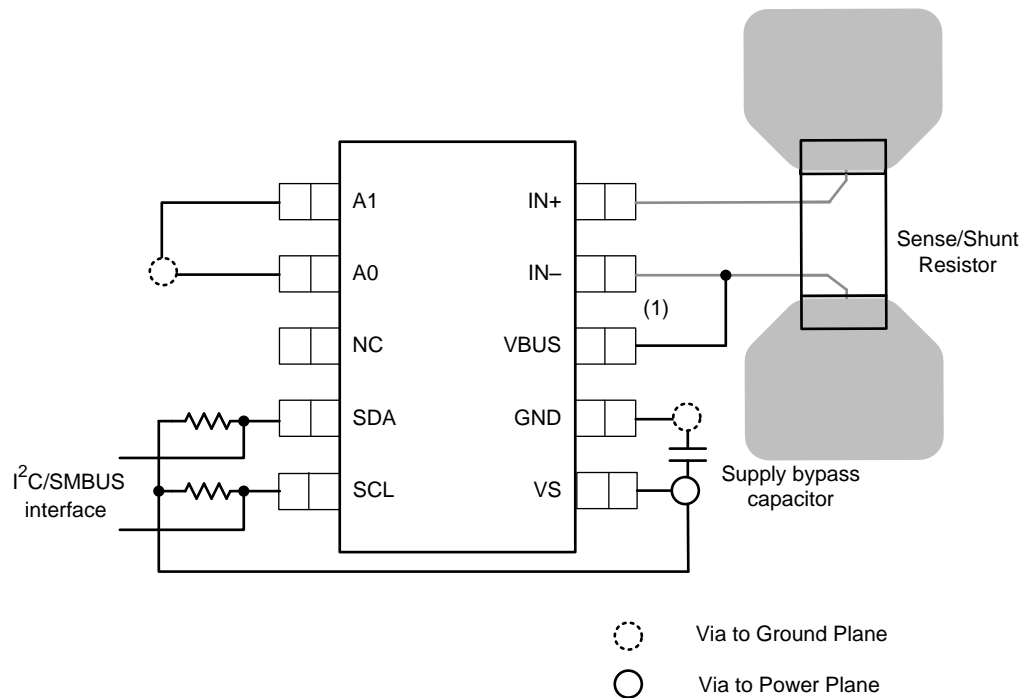 A1
IN+
A0
IN–
(1)
NC
VBUS
SDA
GND
SCL
VS
I²C/SMBUS
interface
Sense/Shunt
Resistor
Supply bypass
capacitor
Via to Ground Plane
Via to Power Plane